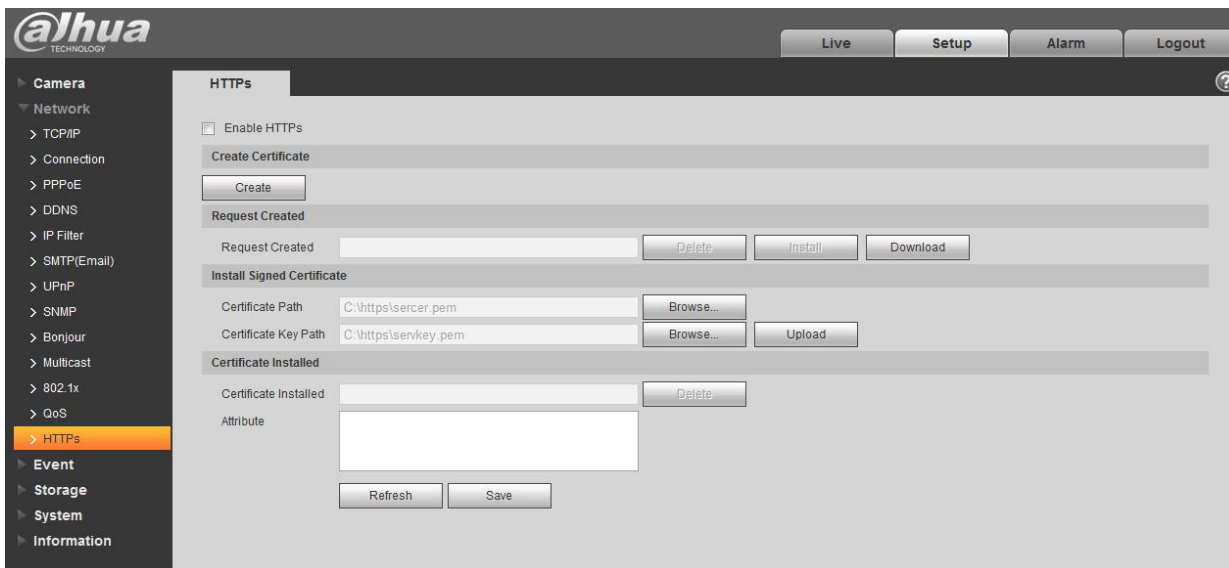 alhua
TECHNOLOGY
Live Setup Alarm Logout
Camera
Network
> TCP/IP
> Connection
> PPPoE
> DDNS
> IP Filter
> SMTP(Email)
> UPnP
> SNMP
> Bonjour
> Multicast
> 802.1x
> QoS
> HTTPs
Event
Storage
System
Information
HTTPs
?
Enable HTTPs
Create Certificate
Create
Request Created
Request Created Delete Install Download
Install Signed Certificate
Certificate Path C:\https\sercer.pem Browse...
Certificate Key Path C:\https\servkey.pem Browse... Upload
Certificate Installed
Certificate Installed Delete
Attribute
Refresh Save